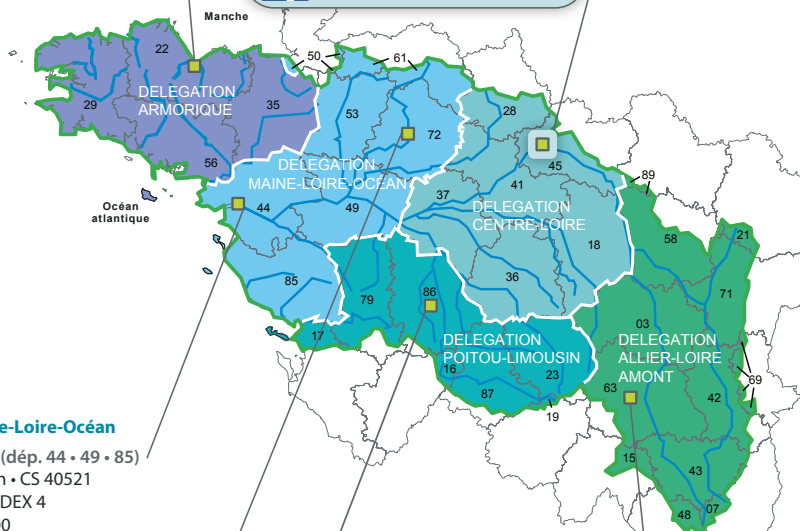 Manche
50
61
22
DELEGATION
ARMORIQUE
29
35
56
53
72
28
45
89
DELEGATION
MAINE-LOIRE-OCÉAN
Océan
atlantique
44
49
37
41
DELEGATION
CENTRE-LOIRE
18
36
58
21
71
85
79
86
17
DELEGATION
POITOU-LIMOUSIN
16
87
23
19
03
DELEGATION
ALLIER-LOIRE
AMONT
63
42
69
15
43
48
07
e-Loire-Océan
(dép. 44 • 49 • 85)
n • CS 40521
DEX 4
00